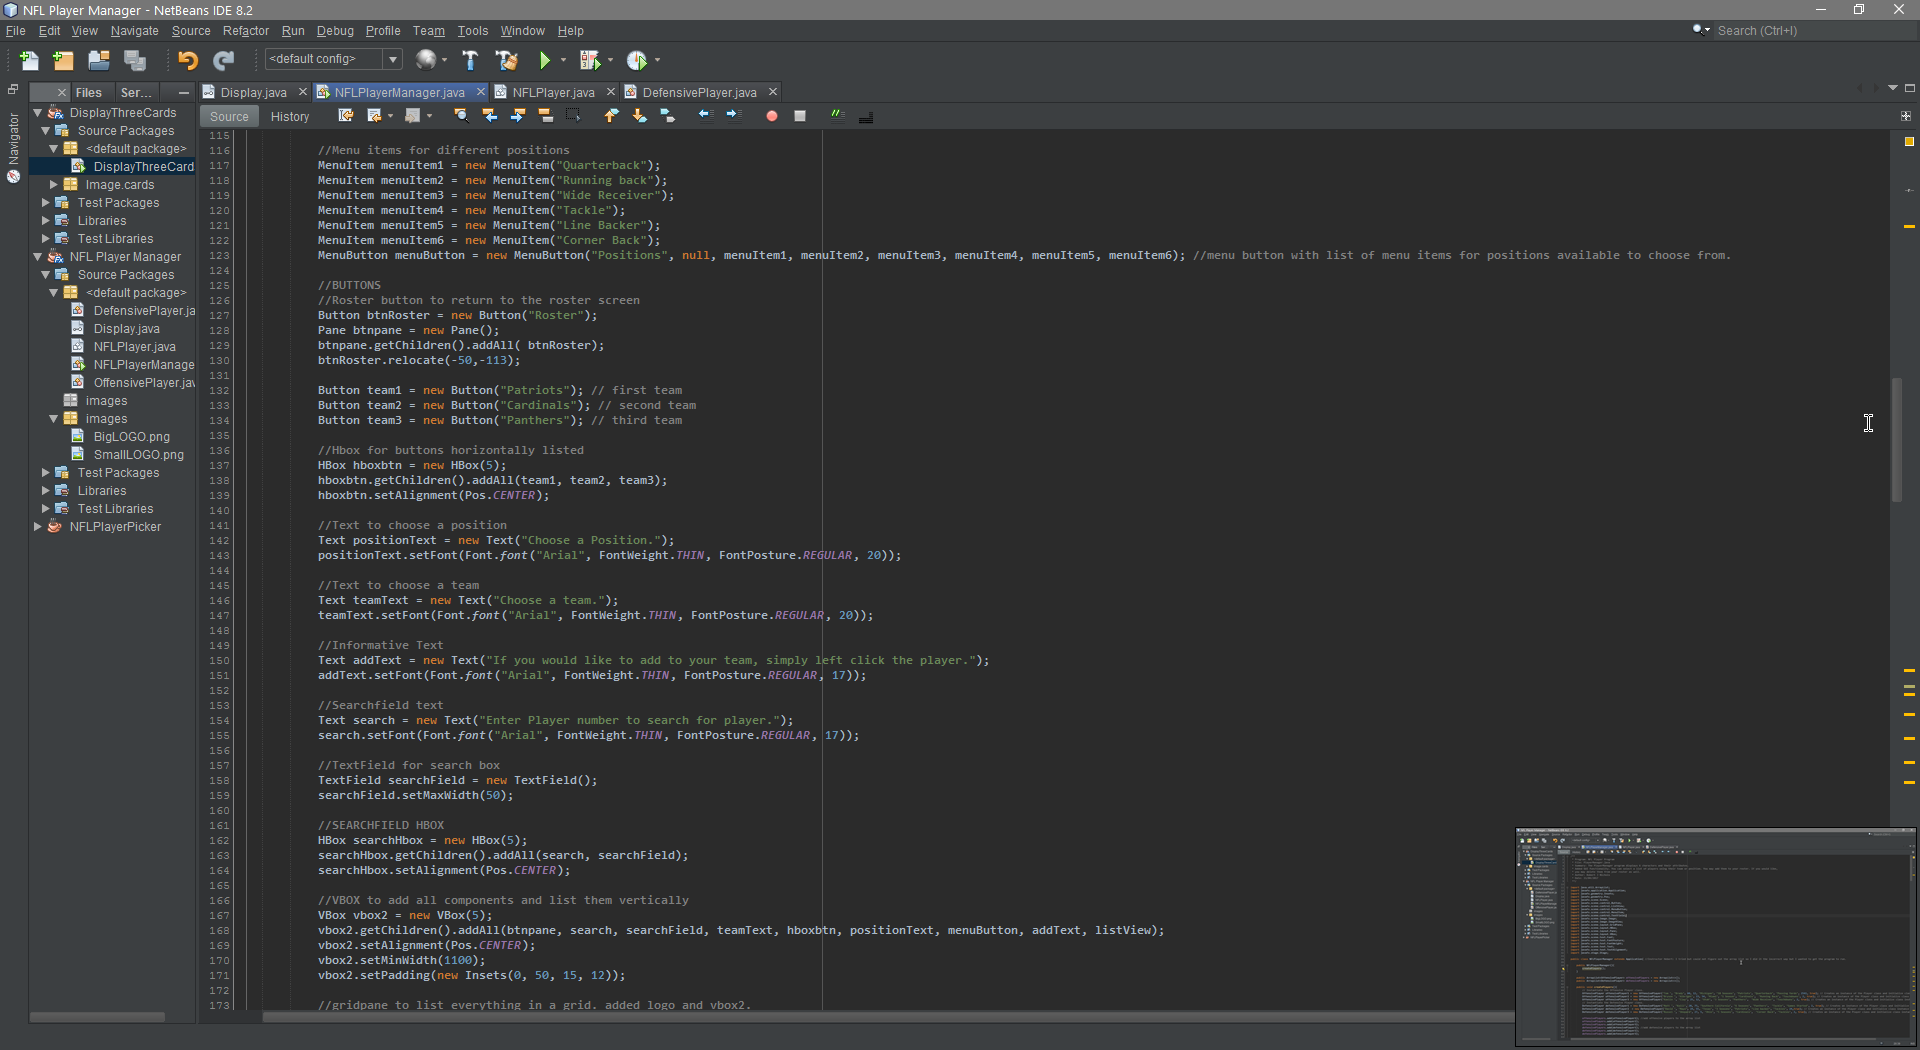 NFL Player Manager - NetBeans IDE 8.2
File Edit View Navigate Source Refactor Run Debug Profile Team Tools Window Help
Search (Ctrl+I)
<default config>
Files Ser...
Display.java NFLPlayerManager.java NFLPlayer.java DefensivePlayer.java
Source History
Navigator
DisplayThreeCards
Source Packages
<default package>
DisplayThreeCard
Image.cards
Test Packages
Libraries
Test Libraries
NFL Player Manager
Source Packages
<default package>
DefensivePlayer.ja
Display.java
NFLPlayer.java
NFLPlayerManage
OffensivePlayer.jav
images
images
BigLOGO.png
SmallLOGO.png
Test Packages
Libraries
Test Libraries
NFLPlayerPicker
115
116 //Menu items for different positions
117 MenuItem menuItem1 = new MenuItem("Quarterback");
118 MenuItem menuItem2 = new MenuItem("Running back");
119 MenuItem menuItem3 = new MenuItem("Wide Receiver");
120 MenuItem menuItem4 = new MenuItem("Tackle");
121 MenuItem menuItem5 = new MenuItem("Line Backer");
122 MenuItem menuItem6 = new MenuItem("Corner Back");
123 MenuButton menuButton = new MenuButton("Positions", null, menuItem1, menuItem2, menuItem3, menuItem4, menuItem5, menuItem6); //menu button with list of menu items for positions available to choose from.
124
125 //BUTTONS
126 //Roster button to return to the roster screen
127 Button btnRoster = new Button("Roster");
128 Pane btnpane = new Pane();
129 btnpane.getChildren().addAll( btnRoster);
130 btnRoster.relocate(-50,-113);
131
132 Button team1 = new Button("Patriots"); // first team
133 Button team2 = new Button("Cardinals"); // second team
134 Button team3 = new Button("Panthers"); // third team
135
136 //Hbox for buttons horizontally listed
137 HBox hboxbtn = new HBox(5);
138 hboxbtn.getChildren().addAll(team1, team2, team3);
139 hboxbtn.setAlignment(Pos.CENTER);
140
141 //Text to choose a position
142 Text positionText = new Text("Choose a Position.");
143 positionText.setFont(Font.font("Arial", FontWeight.THIN, FontPosture.REGULAR, 20));
144
145 //Text to choose a team
146 Text teamText = new Text("Choose a team.");
147 teamText.setFont(Font.font("Arial", FontWeight.THIN, FontPosture.REGULAR, 20));
148
149 //Informative Text
150 Text addText = new Text("If you would like to add to your team, simply left click the player.");
151 addText.setFont(Font.font("Arial", FontWeight.THIN, FontPosture.REGULAR, 17));
152
153 //Searchfield text
154 Text search = new Text("Enter Player number to search for player.");
155 search.setFont(Font.font("Arial", FontWeight.THIN, FontPosture.REGULAR, 17));
156
157 //TextField for search box
158 TextField searchField = new TextField();
159 searchField.setMaxWidth(50);
160
161 //SEARCHFIELD HBOX
162 HBox searchHbox = new HBox(5);
163 searchHbox.getChildren().addAll(search, searchField);
164 searchHbox.setAlignment(Pos.CENTER);
165
166 //VBOX to add all components and list them vertically
167 VBox vbox2 = new VBox(5);
168 vbox2.getChildren().addAll(btnpane, search, searchField, teamText, hboxbtn, positionText, menuButton, addText, listView);
169 vbox2.setAlignment(Pos.CENTER);
170 vbox2.setMinWidth(1100);
171 vbox2.setPadding(new Insets(0, 50, 15, 12));
172
173 //gridpane to list everything in a grid. added logo and vbox2.